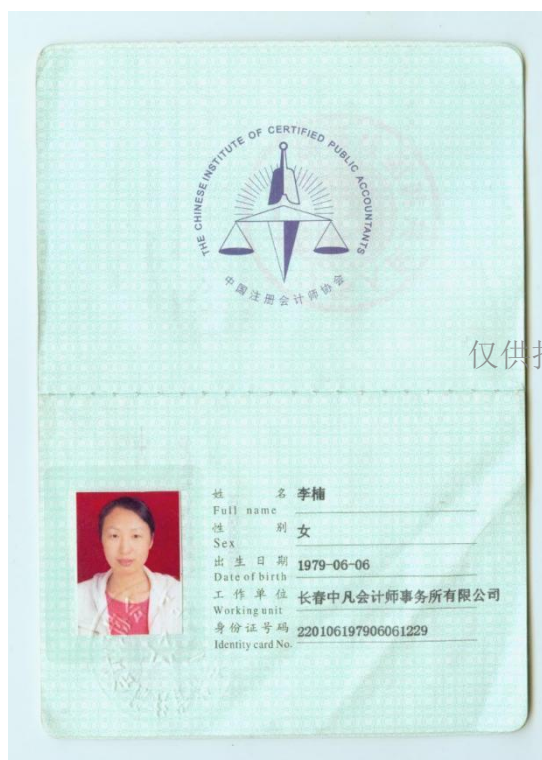 THE CHINESE INSTITUTE OF CERTIFIED PUBLIC ACCOUNTANTS
中国注册会计师协会
仅供
姓 名 李楠
Full name
性 别 女
Sex
出生日期 1979-06-06
Date of birth
工作单位 长春中凡会计师事务所有限公司
Working unit
身份证号码 220106197906061229
Identity card No.